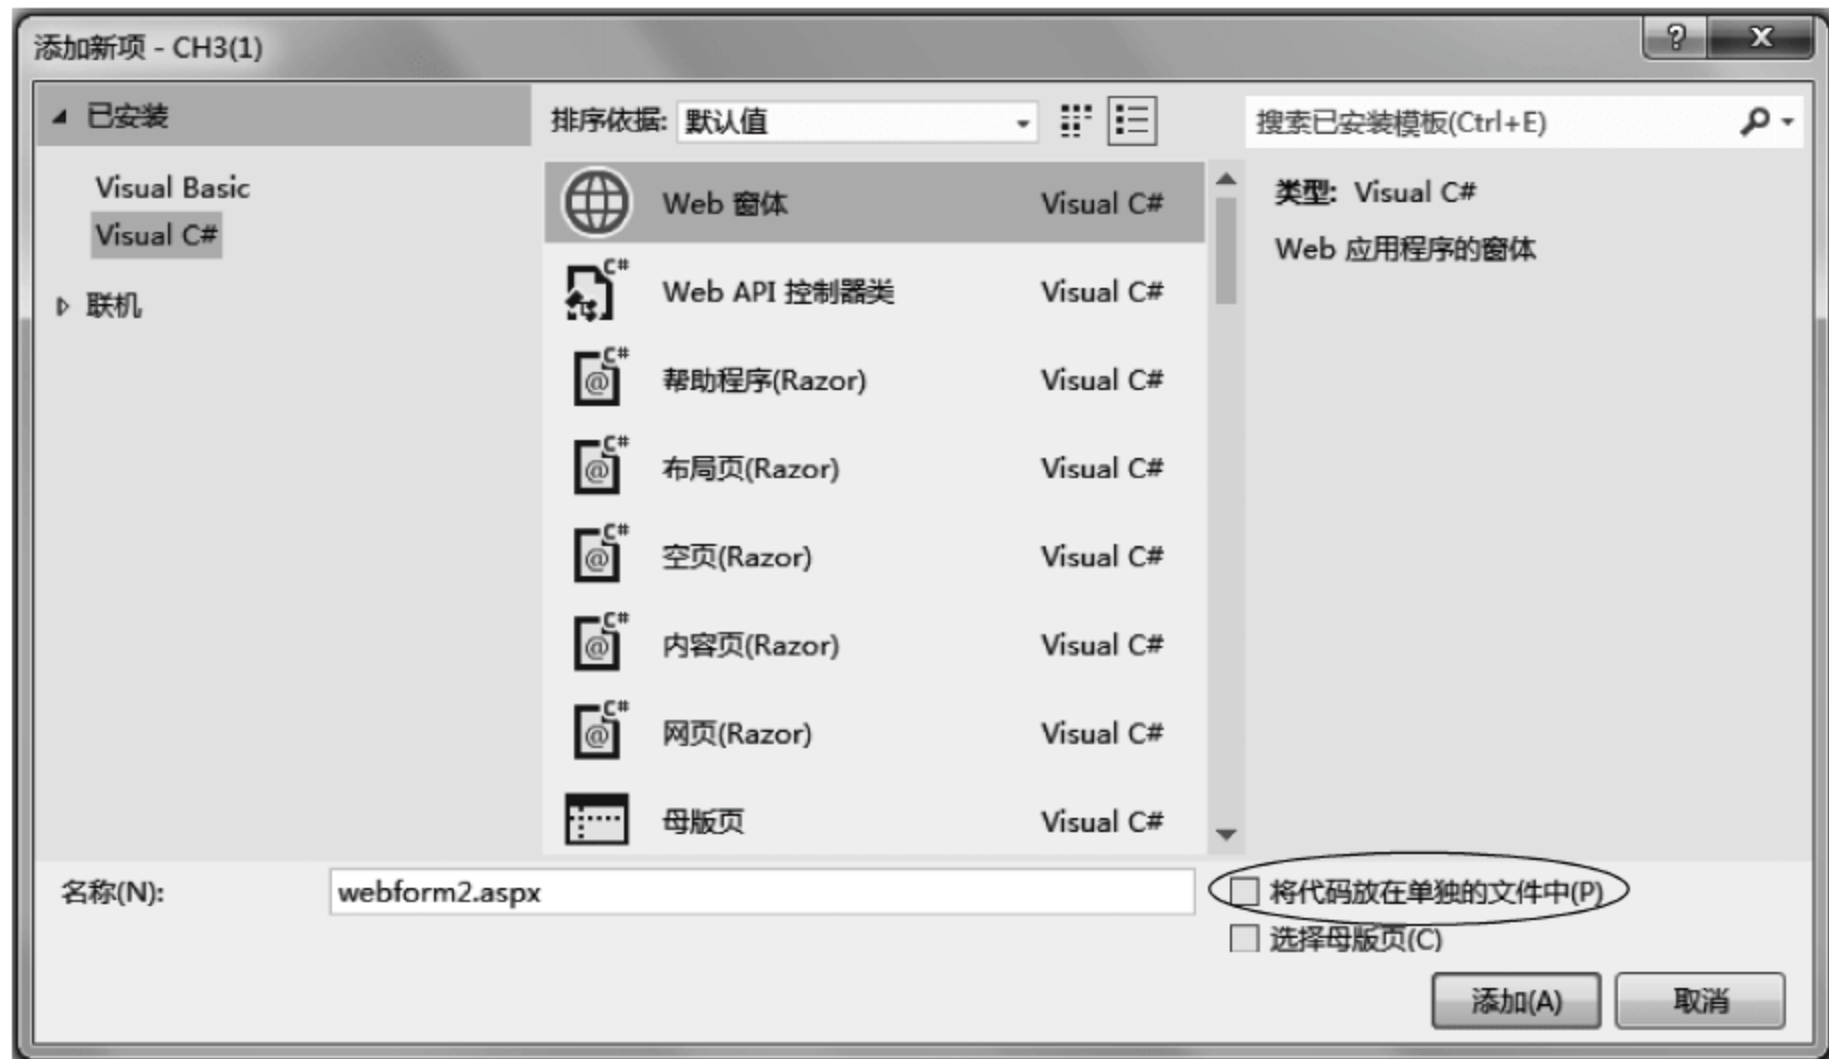 添加新项 - CH3(1)
已安装
Visual Basic
Visual C#
联机
排序依据: 默认值
Web 窗体 Visual C#
Web API 控制器类 Visual C#
帮助程序(Razor) Visual C#
布局页(Razor) Visual C#
空页(Razor) Visual C#
内容页(Razor) Visual C#
网页(Razor) Visual C#
母版页 Visual C#
搜索已安装模板(Ctrl+E)
类型: Visual C#
Web 应用程序的窗体
名称(N): webform2.aspx
将代码放在单独的文件中(P)
选择母版页(C)
添加(A) 取消